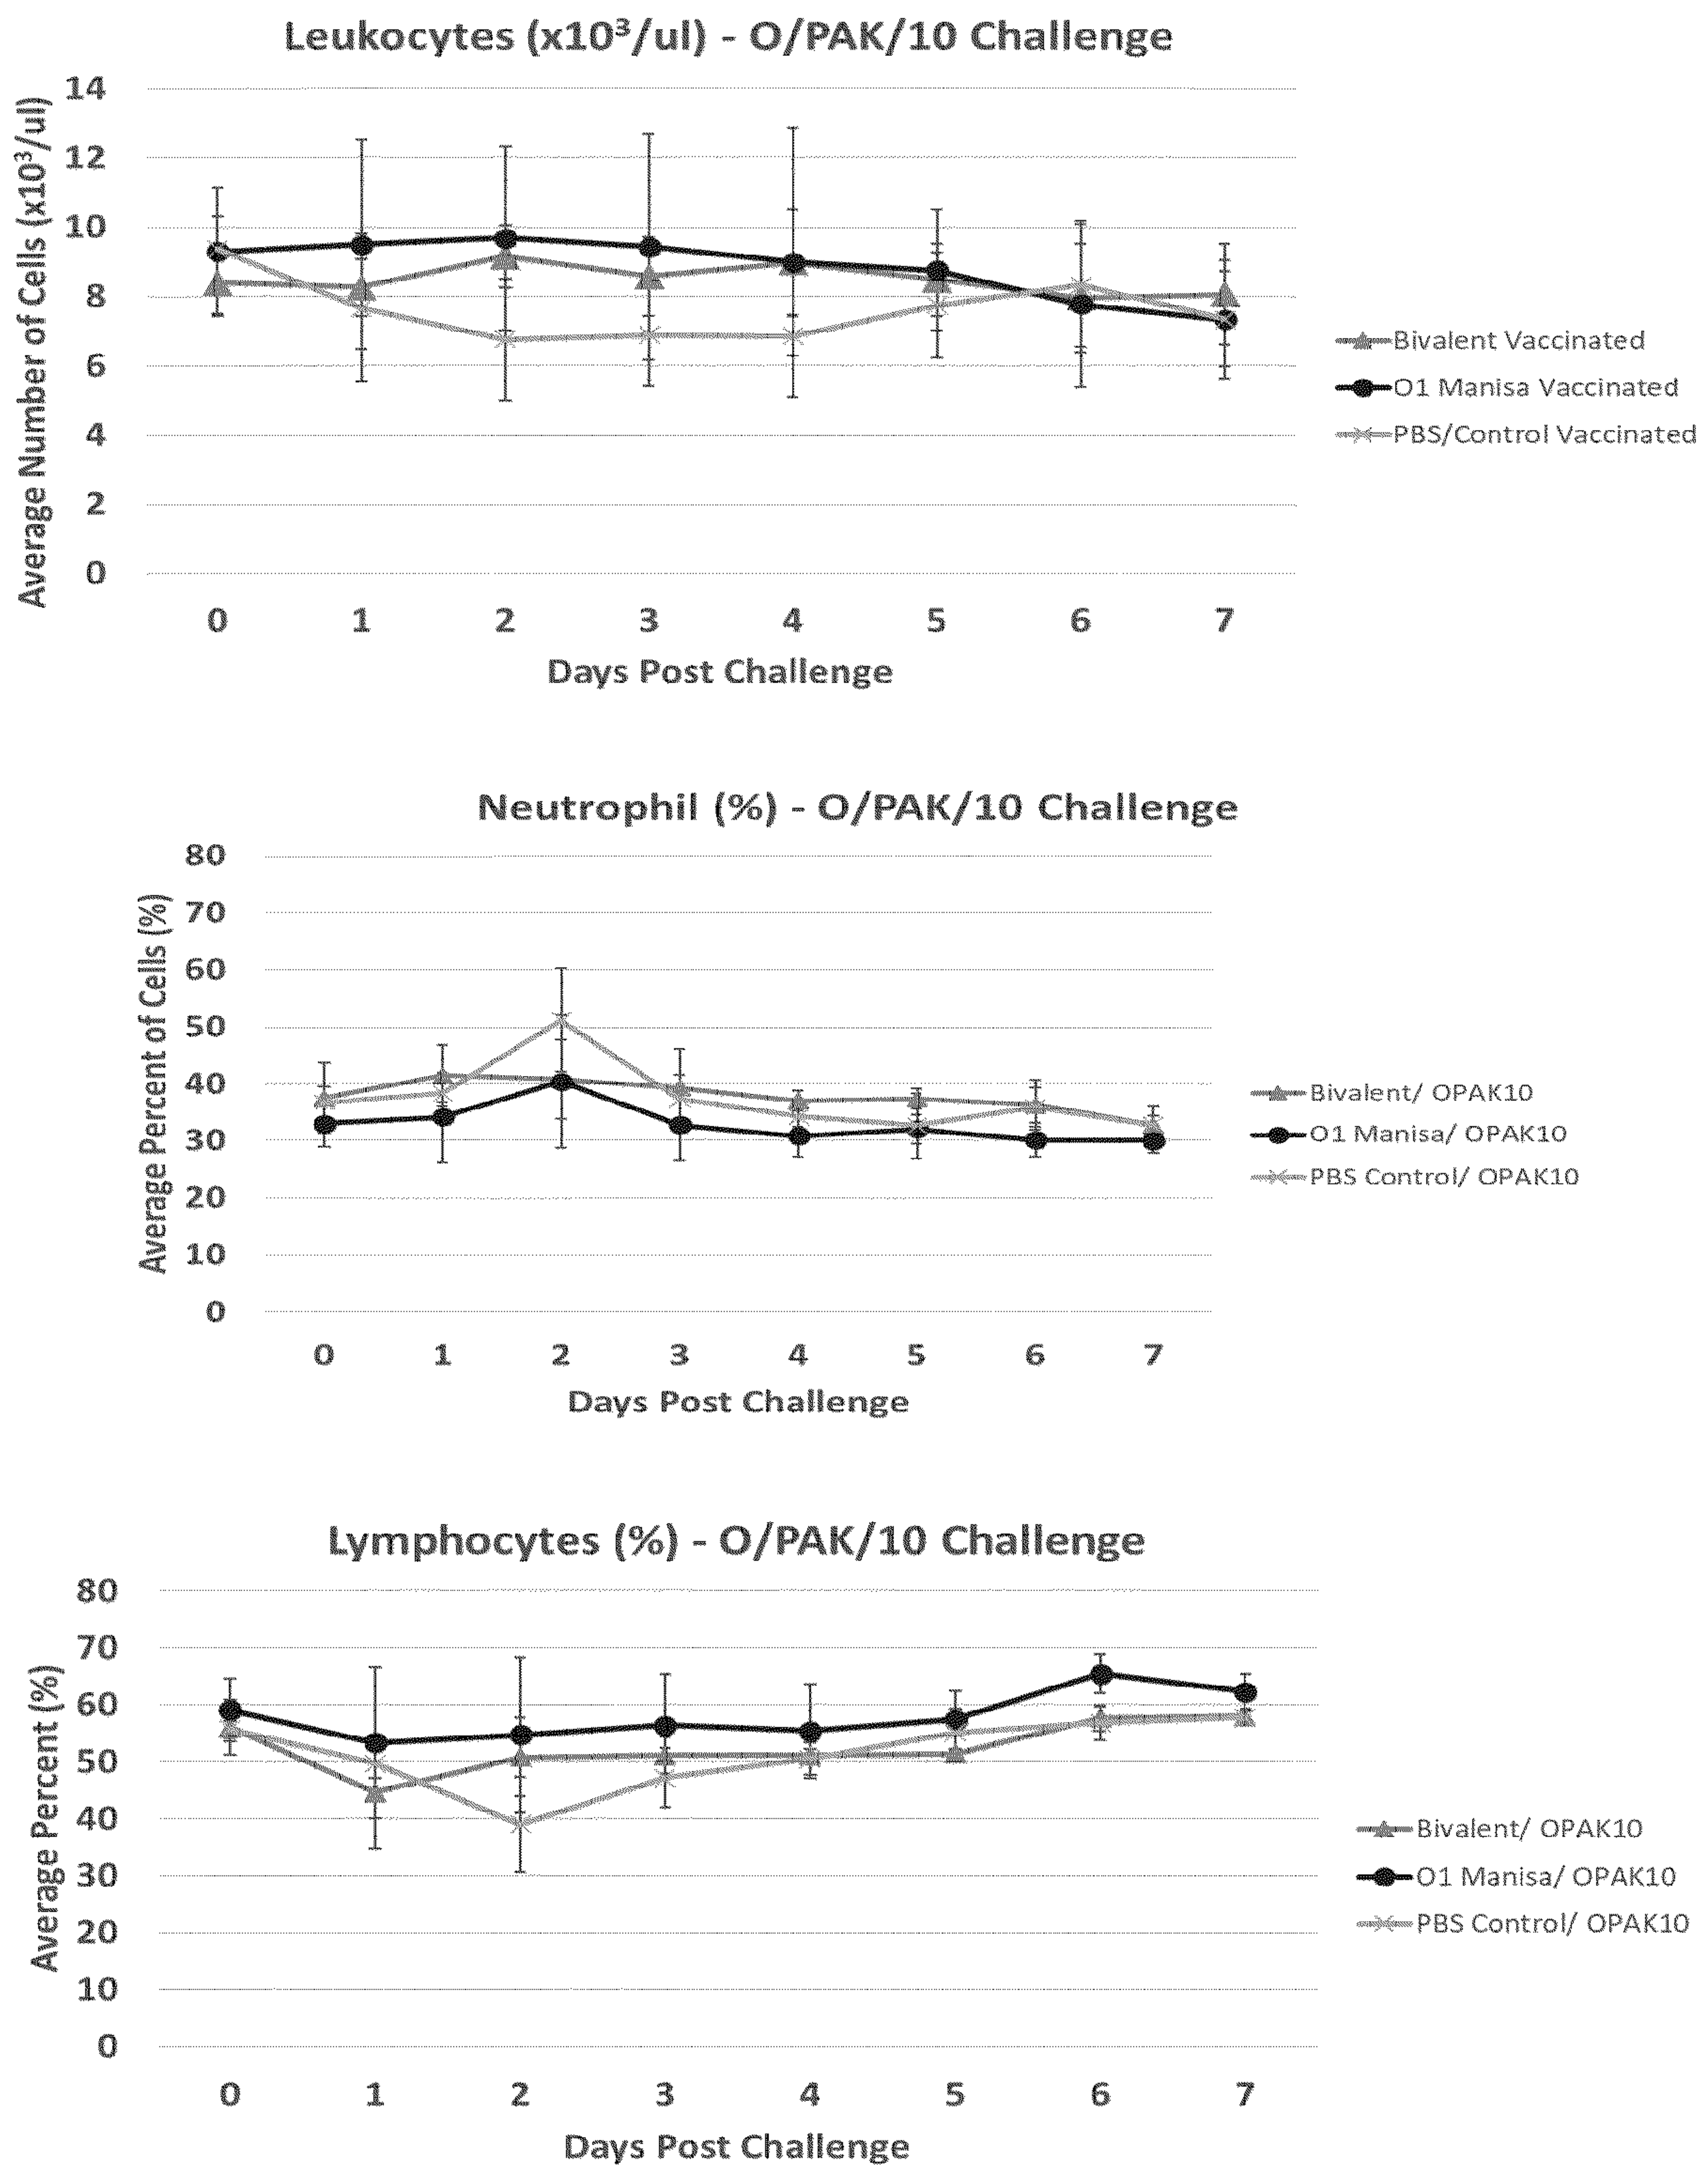 Leukocytes (x10³/ul) - O/PAK/10 Challenge
Average Number of Cells (x10³/ul)
14
12
10
8
6
4
2
0
0 1 2 3 4 5 6 7
Days Post Challenge
Bivalent Vaccinated
O1 Manisa Vaccinated
PBS/Control Vaccinated
Neutrophil (%) - O/PAK/10 Challenge
Average Percent of Cells (%)
80
70
60
50
40
30
20
10
0
0 1 2 3 4 5 6 7
Days Post Challenge
Bivalent/ OPAK10
O1 Manisa/ OPAK10
PBS Control/ OPAK10
Lymphocytes (%) - O/PAK/10 Challenge
Average Percent (%)
80
70
60
50
40
30
20
10
0
0 1 2 3 4 5 6 7
Days Post Challenge
Bivalent/ OPAK10
O1 Manisa/ OPAK10
PBS Control/ OPAK10